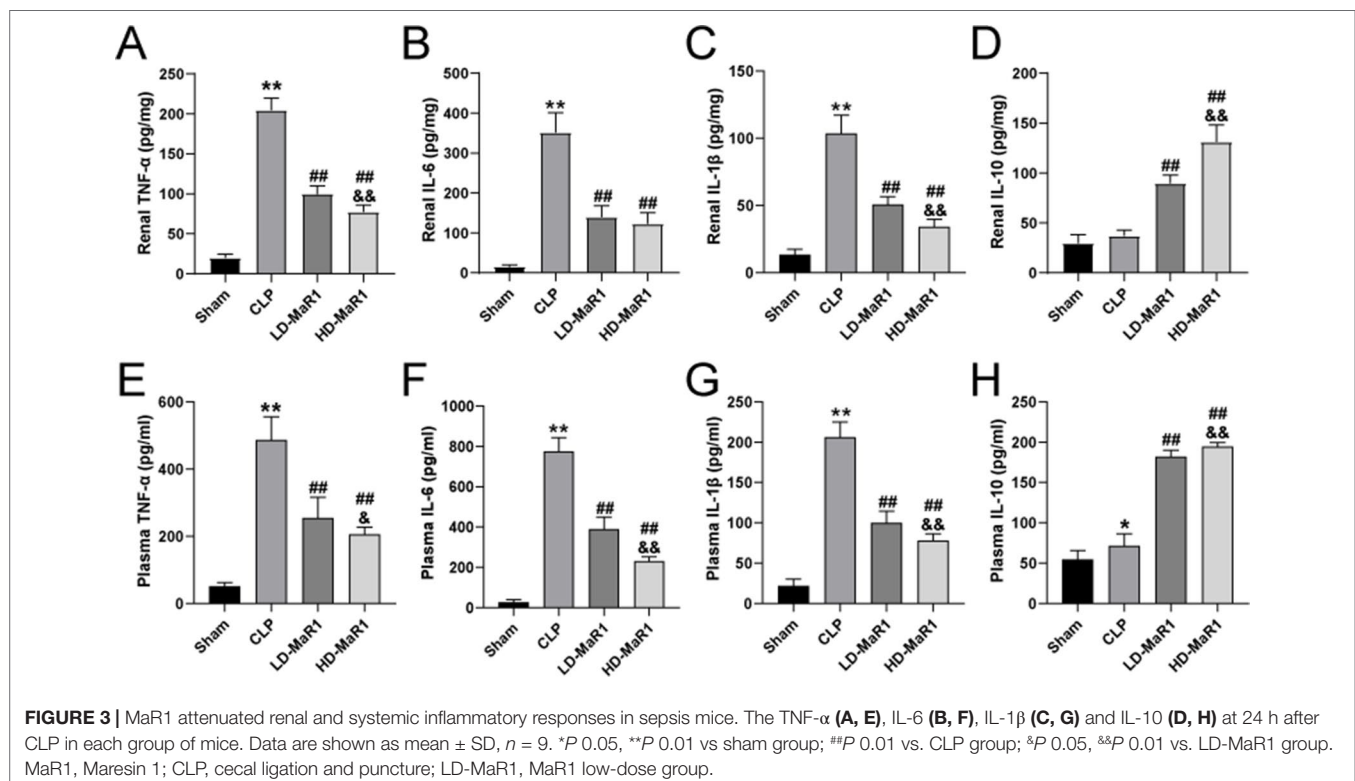 A
Renal TNF-α (pg/mg)
250
200
150
100
50
0
**
##
##
&&
Sham
CLP
LD-MaR1
HD-MaR1
B
Renal IL-6 (pg/mg)
500
400
300
200
100
0
**
##
##
Sham
CLP
LD-MaR1
HD-MaR1
C
Renal IL-1β (pg/mg)
150
100
50
0
**
##
##
&&
Sham
CLP
LD-MaR1
HD-MaR1
D
Renal IL-10 (pg/mg)
200
150
100
50
0
##
##
&&
Sham
CLP
LD-MaR1
HD-MaR1
E
Plasma TNF-α (pg/ml)
600
400
200
0
**
##
##
&
Sham
CLP
LD-MaR1
HD-MaR1
F
Plasma IL-6 (pg/ml)
1000
800
600
400
200
0
**
##
##
&&
Sham
CLP
LD-MaR1
HD-MaR1
G
Plasma IL-1β (pg/ml)
250
200
150
100
50
0
**
##
##
&&
Sham
CLP
LD-MaR1
HD-MaR1
H
Plasma IL-10 (pg/ml)
250
200
150
100
50
0
*
##
##
&&
Sham
CLP
LD-MaR1
HD-MaR1
FIGURE 3 | MaR1 attenuated renal and systemic inflammatory responses in sepsis mice. The TNF-α (A, E), IL-6 (B, F), IL-1β (C, G) and IL-10 (D, H) at 24 h after
CLP in each group of mice. Data are shown as mean ± SD, n = 9. *P 0.05, **P 0.01 vs sham group; ##P 0.01 vs. CLP group; &P 0.05, &&P 0.01 vs. LD-MaR1 group.
MaR1, Maresin 1; CLP, cecal ligation and puncture; LD-MaR1, MaR1 low-dose group.